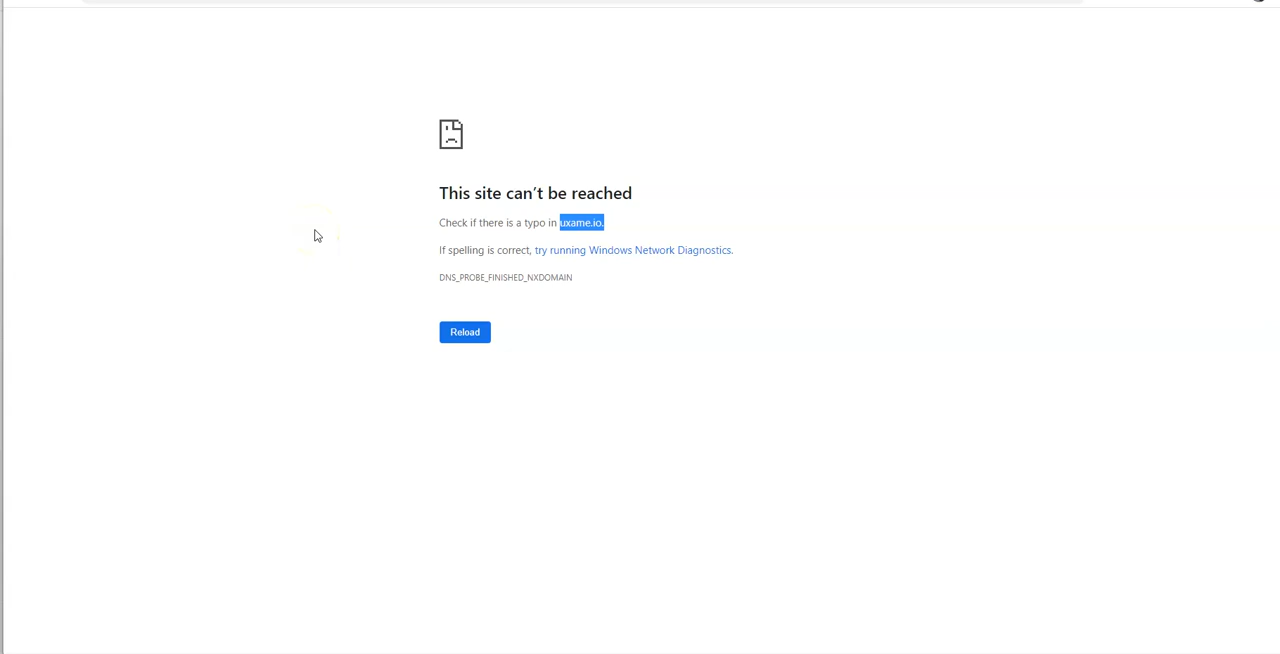 This site can’t be reached
Check if there is a typo in uxame.io.
If spelling is correct, try running Windows Network Diagnostics.
DNS_PROBE_FINISHED_NXDOMAIN
Reload